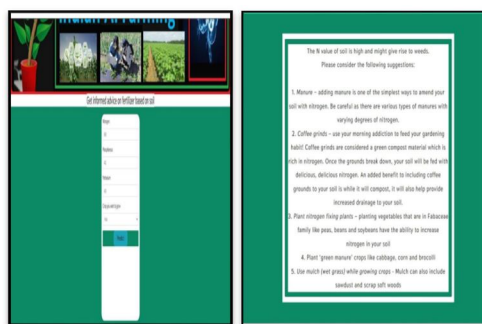 Indian AI Farming
Get informed advice on fertilizer based on soil
Nitrogen
Phosphorous
Potassium
Crop you want to grow
Predict
The N value of soil is high and might give rise to weeds.
Please consider the following suggestions:
1. Manure – adding manure is one of the simplest ways to amend your
soil with nitrogen. Be careful as there are various types of manures with
varying degrees of nitrogen.
2. Coffee grinds – use your morning addiction to feed your gardening
habit! Coffee grinds are considered a green compost material which is
rich in nitrogen. Once the grounds break down, your soil will be fed with
delicious, delicious nitrogen. An added benefit to including coffee
grounds to your soil is while it will compost, it will also help provide
increased drainage to your soil.
3. Plant nitrogen fixing plants – planting vegetables that are in Fabaceae
family like peas, beans and soybeans have the ability to increase
nitrogen in your soil
4. Plant 'green manure' crops like cabbage, corn and brocolli
5. Use mulch (wet grass) while growing crops - Mulch can also include
sawdust and scrap soft woods